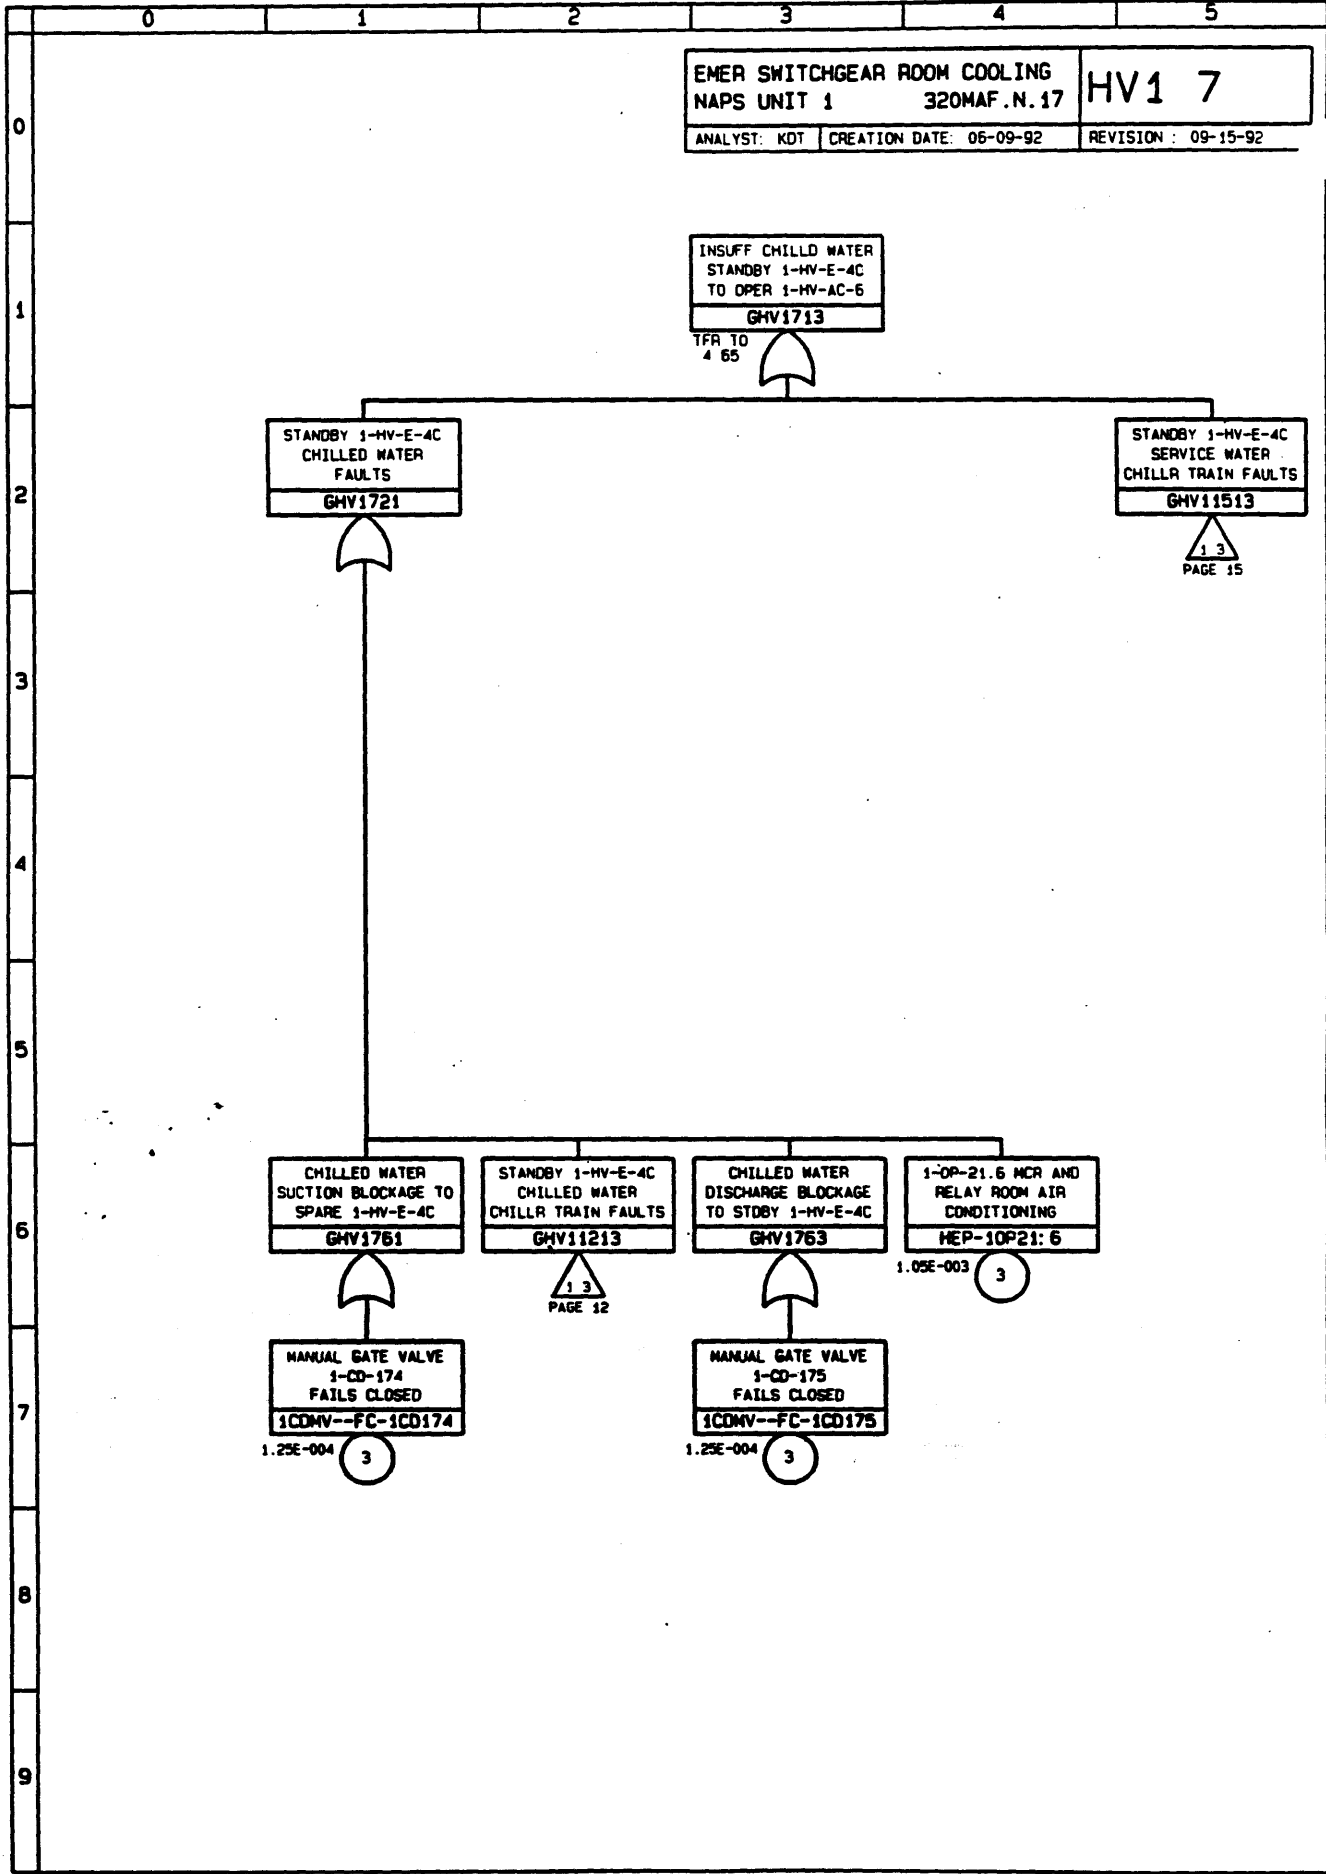 0 1 2 3 4 5
EMER SWITCHGEAR ROOM COOLING
NAPS UNIT 1 320MAF.N.17
HV1 7
ANALYST: KDT CREATION DATE: 06-09-92 REVISION : 09-15-92
0
INSUFF CHILLD WATER
STANDBY 1-HV-E-4C
TO OPER 1-HV-AC-6
GHV1713
TFR TO
4 65
1
STANDBY 1-HV-E-4C
CHILLED WATER
FAULTS
GHV1721
STANDBY 1-HV-E-4C
SERVICE WATER
CHILLR TRAIN FAULTS
GHV11513
1 3
PAGE 15
2
3
4
5
6
CHILLED WATER
SUCTION BLOCKAGE TO
SPARE 1-HV-E-4C
GHV1761
STANDBY 1-HV-E-4C
CHILLED WATER
CHILLR TRAIN FAULTS
GHV11213
1 3
PAGE 12
CHILLED WATER
DISCHARGE BLOCKAGE
TO STDBY 1-HV-E-4C
GHV1763
1-OP-21.6 MCR AND
RELAY ROOM AIR
CONDITIONING
HEP-1OP21:6
1.05E-003
3
7
MANUAL GATE VALVE
1-CD-174
FAILS CLOSED
1CDMV--FC-1CD174
1.25E-004
3
MANUAL GATE VALVE
1-CD-175
FAILS CLOSED
1CDMV--FC-1CD175
1.25E-004
3
8
9